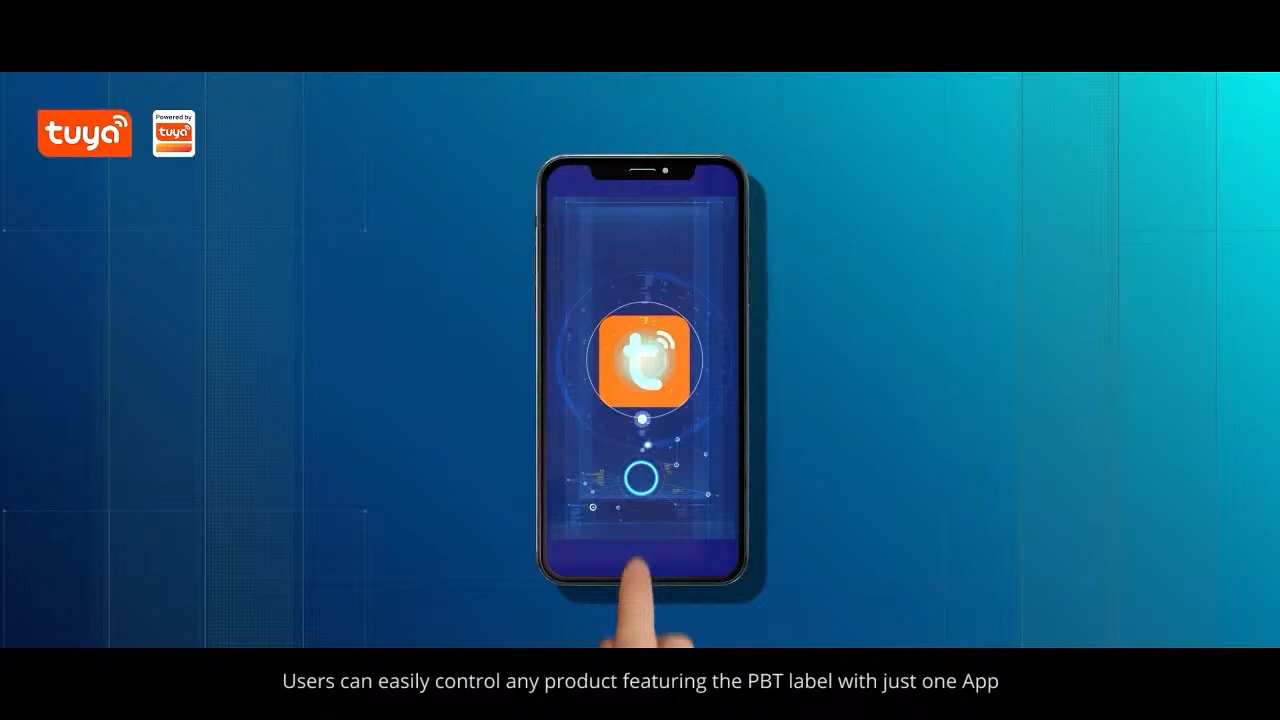 tuya
Powered by
tuya
t
Users can easily control any product featuring the PBT label with just one App